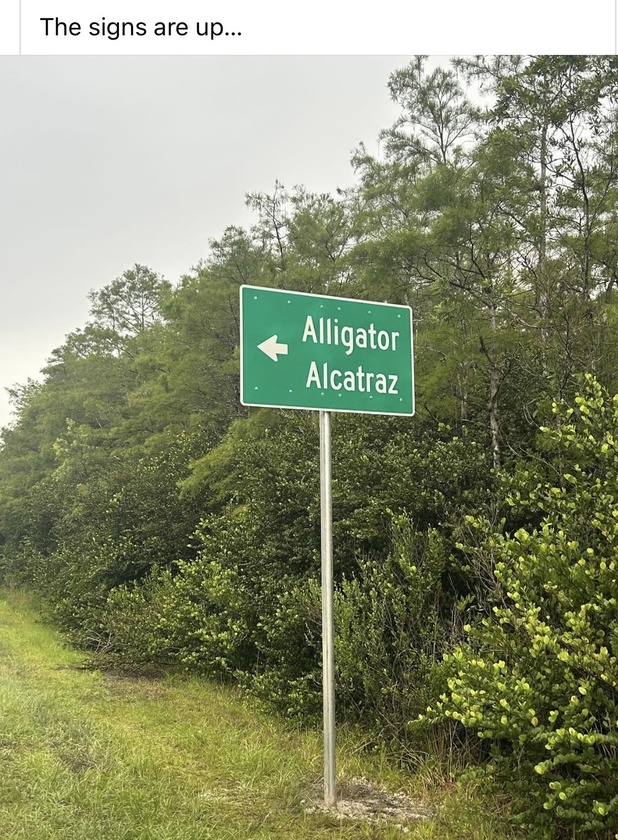 The signs are up...
Alligator
Alcatraz